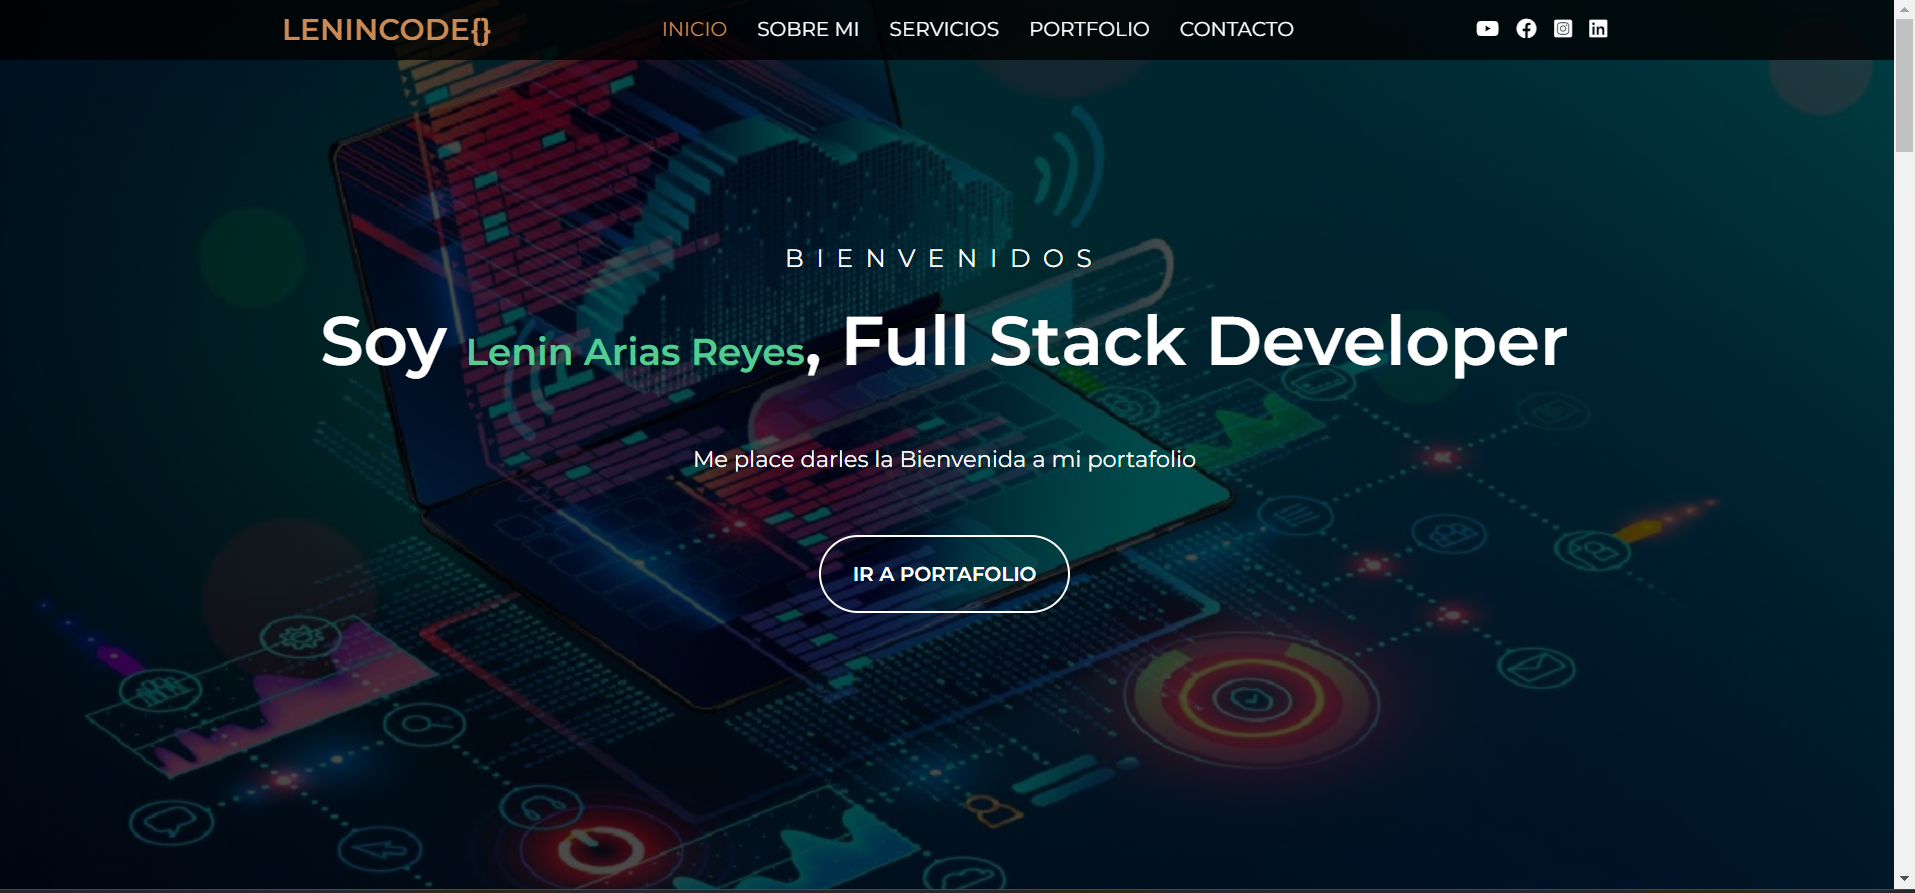 LENINCODE{}
INICIO SOBRE MI SERVICIOS PORTFOLIO CONTACTO
BIENVENIDOS
Soy Lenin Arias Reyes, Full Stack Developer
Me place darles la Bienvenida a mi portafolio
IR A PORTAFOLIO